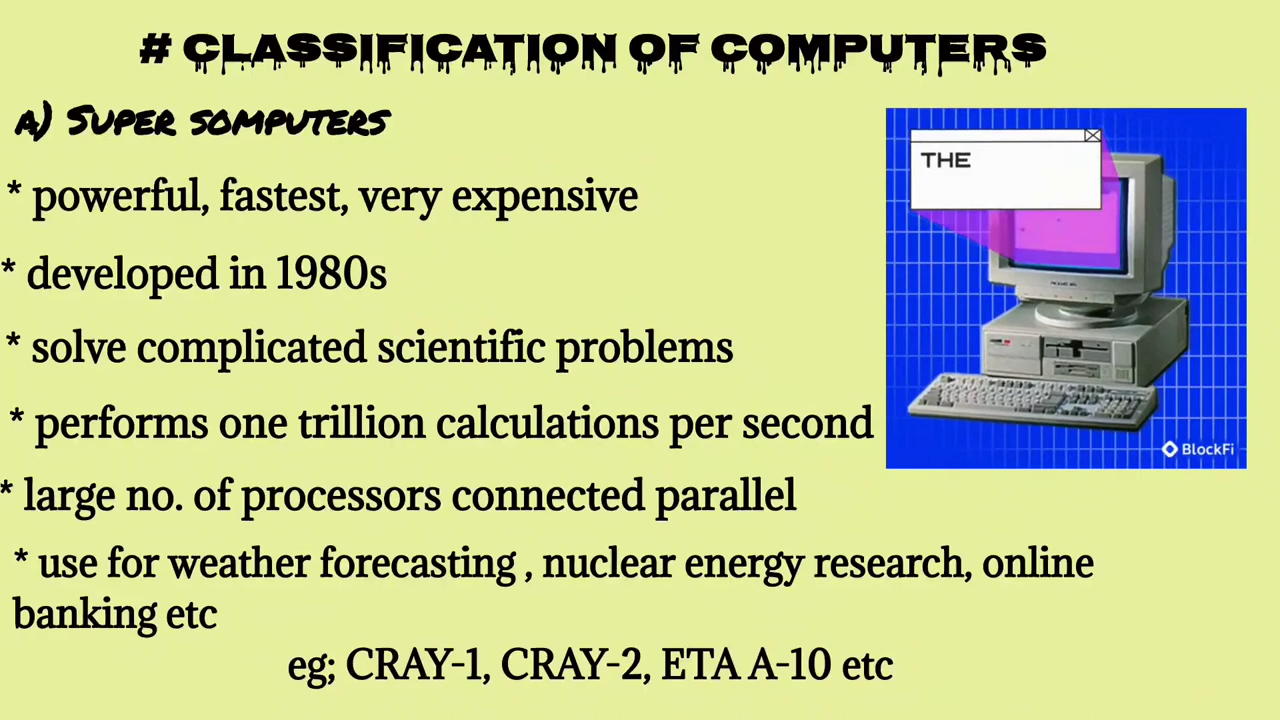 # CLASSIFICATION OF COMPUTERS
A) SUPER SOMPUTERS
* powerful, fastest, very expensive
* developed in 1980s
* solve complicated scientific problems
* performs one trillion calculations per second
* large no. of processors connected parallel
* use for weather forecasting , nuclear energy research, online
banking etc
eg; CRAY-1, CRAY-2, ETA A-10 etc
THE
BlockFi